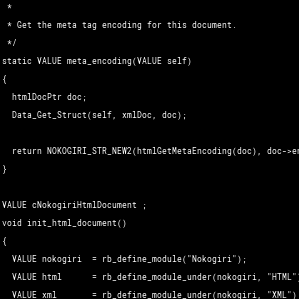 *
* Get the meta tag encoding for this document.
*/
static VALUE meta_encoding(VALUE self)
{
htmlDocPtr doc;
Data_Get_Struct(self, xmlDoc, doc);
return NOKOGIRI_STR_NEW2(htmlGetMetaEncoding(doc), doc->en
}
VALUE cNokogiriHtmlDocument ;
void init_html_document()
{
VALUE nokogiri = rb_define_module("Nokogiri");
VALUE html = rb_define_module_under(nokogiri, "HTML"
VALUE xml = rb_define_module_under(nokogiri, "XML")